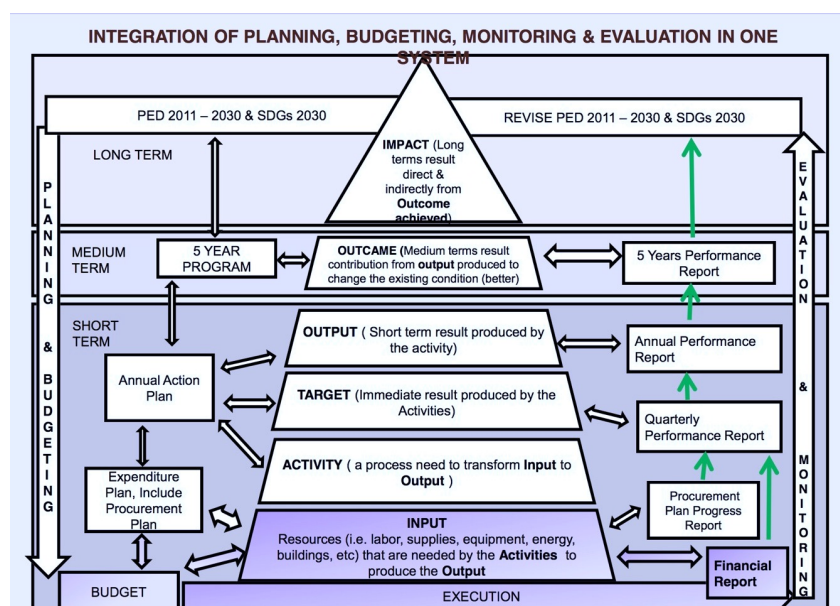 INTEGRATION OF PLANNING, BUDGETING, MONITORING & EVALUATION IN ONE
SYSTEM
PED 2011 – 2030 & SDGs 2030
REVISE PED 2011 – 2030 & SDGs 2030
LONG TERM
IMPACT (Long
terms result
direct &
indirectly from
Outcome
achieved)
PLANNING & BUDGETING
EVALUATION & MONITORING
MEDIUM
TERM
5 YEAR
PROGRAM
OUTCAME (Medium terms result
contribution from output produced to
change the existing condition (better)
5 Years Performance
Report
SHORT
TERM
OUTPUT ( Short term result produced by
the activity)
Annual Performance
Report
Annual Action
Plan
TARGET (Immediate result produced by the
Activities)
Quarterly
Performance Report
ACTIVITY ( a process need to transform Input to
Output )
Expenditure
Plan, Include
Procurement
Plan
Procurement
Plan Progress
Report
INPUT
Resources (i.e. labor, supplies, equipment, energy,
buildings, etc) that are needed by the Activities to
produce the Output
Financial
Report
BUDGET
EXECUTION